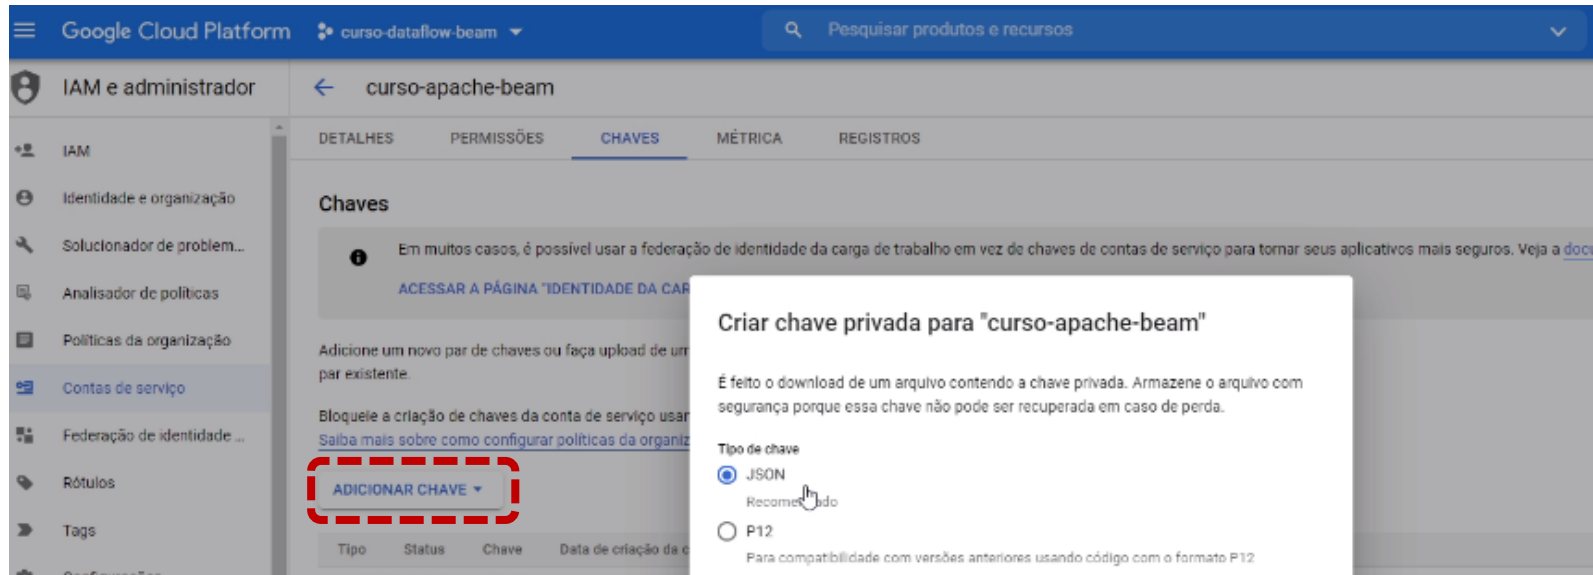 Google Cloud Platform
curso-dataflow-beam
Pesquisar produtos e recursos
IAM e administrador
curso-apache-beam
DETALHES
PERMISSÕES
CHAVES
MÉTRICA
REGISTROS
IAM
Identidade e organização
Solucionador de problem...
Analisador de políticas
Políticas da organização
Contas de serviço
Federação de identidade ...
Rótulos
Tags
Chaves
Em muitos casos, é possível usar a federação de identidade da carga de trabalho em vez de chaves de contas de serviço para tornar seus aplicativos mais seguros. Veja a
ACESSAR A PÁGINA "IDENTIDADE DA
Adicione um novo par de chaves ou faça upload de
par existente.
Bloqueie a criação de chaves da conta de serviço
Saiba mais sobre como configurar políticas da
ADICIONAR CHAVE
Tipo
Status
Chave
Data de criação da
Criar chave privada para "curso-apache-beam"
É feito o download de um arquivo contendo a chave privada. Armazene o arquivo com
segurança porque essa chave não pode ser recuperada em caso de perda.
Tipo de chave
JSON
P12
Para compatibilidade com versões anteriores usando código com o formato P12